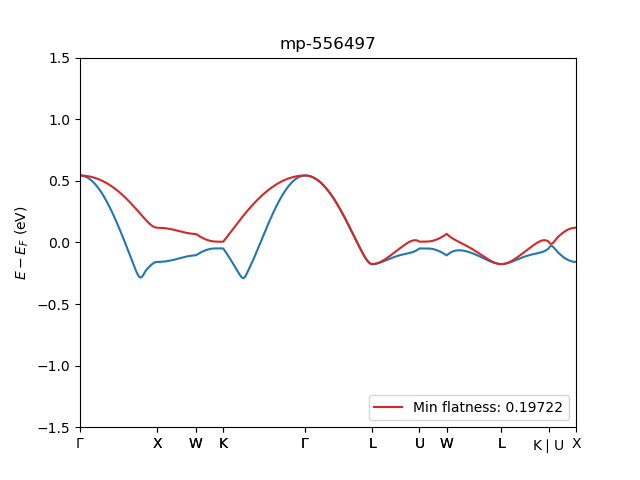 mp-556497
E − E_F (eV)
1.5
1.0
0.5
0.0
−0.5
−1.0
−1.5
Min flatness: 0.19722
Γ X W K Γ L U W L K | U X